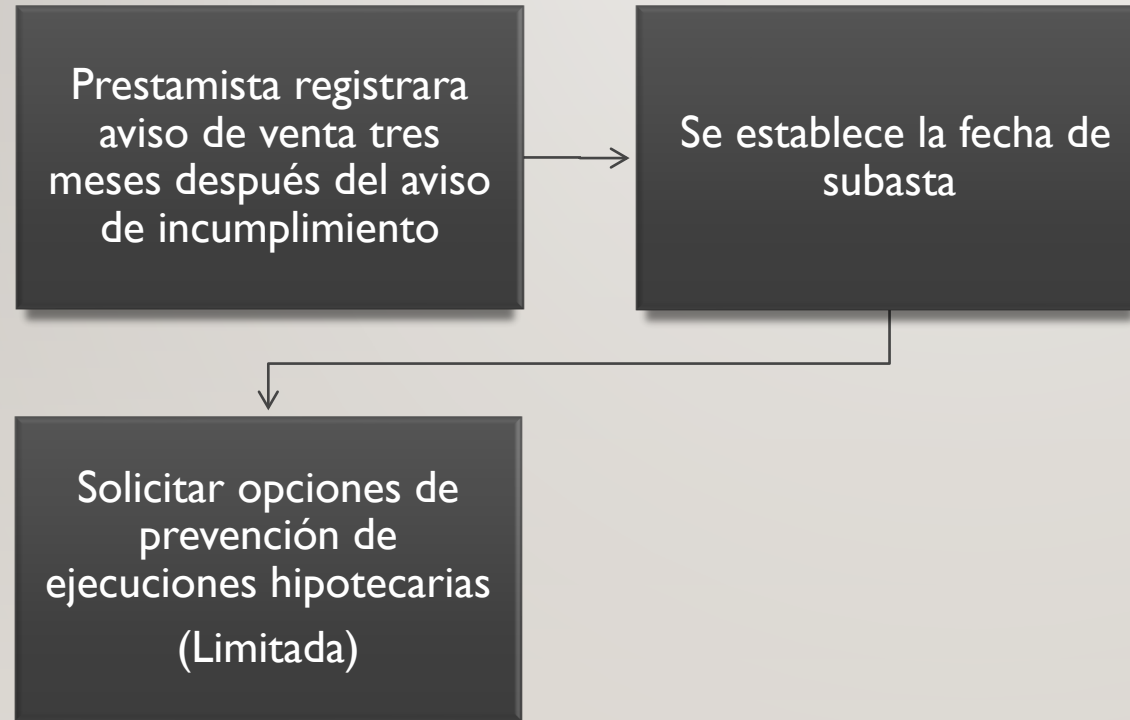 Prestamista registrara
aviso de venta tres
meses después del aviso
de incumplimiento
Se establece la fecha de
subasta
Solicitar opciones de
prevención de
ejecuciones hipotecarias
(Limitada)